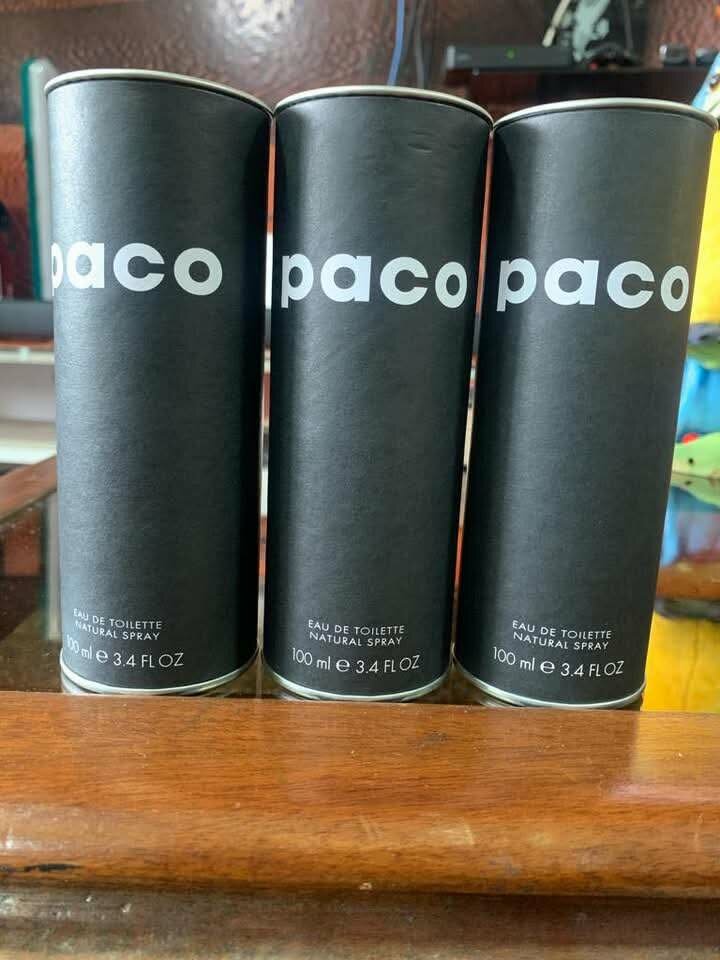 paco
EAU DE TOILETTE
NATURAL SPRAY
100 ml e 3.4 FL OZ
paco
EAU DE TOILETTE
NATURAL SPRAY
100 ml e 3.4 FL OZ
paco
EAU DE TOILETTE
NATURAL SPRAY
100 ml e 3.4 FL OZ